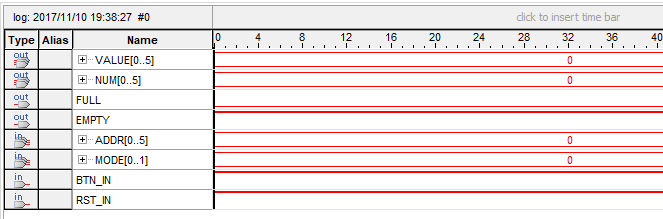 log: 2017/11/10 19:38:27 #0 click to insert time bar
Type Alias Name 0 4 8 12 16 20 24 28 32 36 40
out VALUE[0..5] 0
out NUM[0..5] 0
out FULL
out EMPTY
in ADDR[0..5] 0
in MODE[0..1] 0
in BTN_IN
in RST_IN